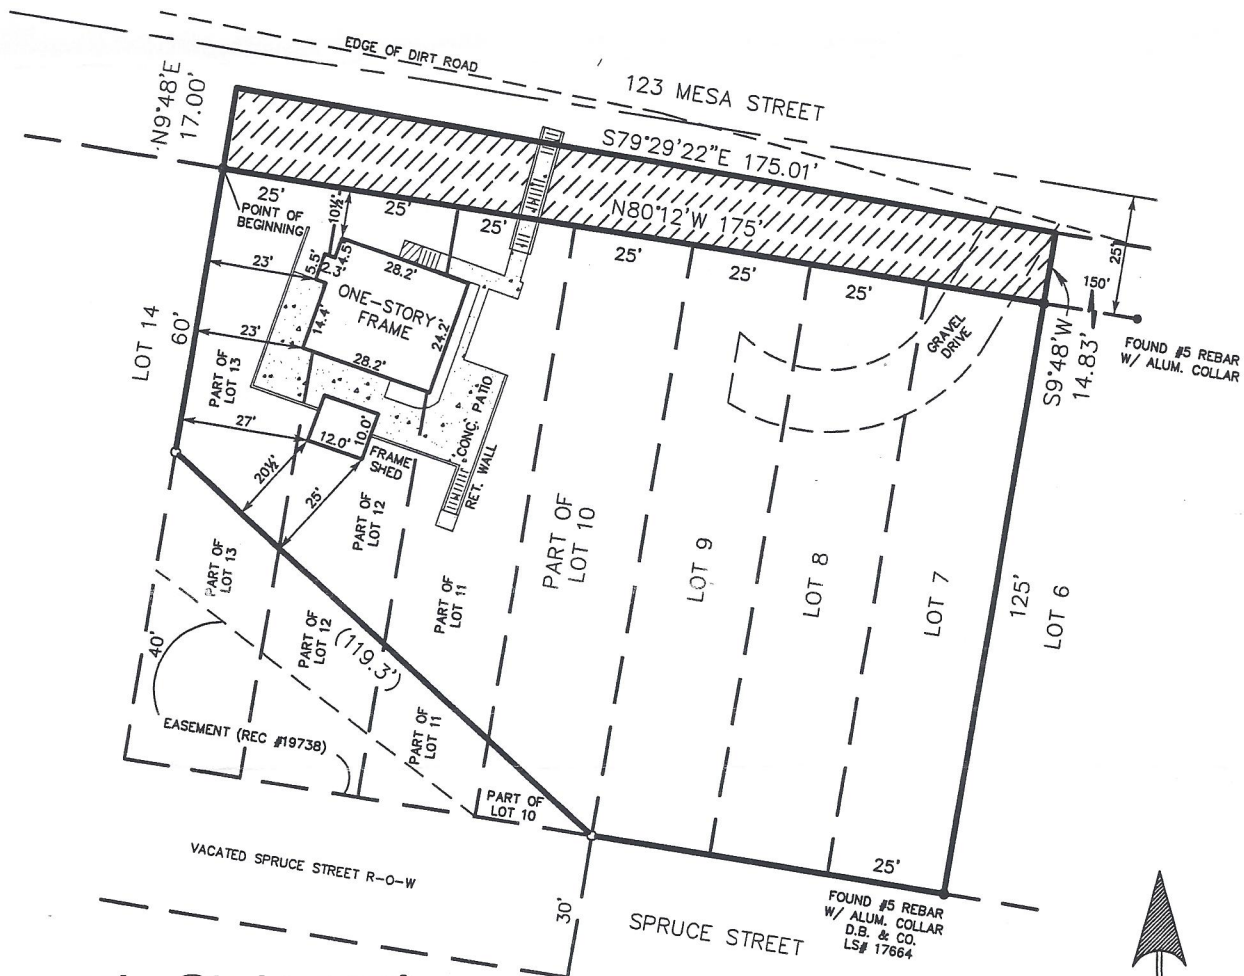 EDGE OF DIRT ROAD
123 MESA STREET
N9°48'E
17.00'
S79°29'22"E 175.01'
N80°12'W 175'
25'
POINT OF
BEGINNING
10½'
25'
25'
25'
25'
25'
25'
150'
FOUND #5 REBAR
W/ ALUM. COLLAR
S9°48'W
14.83'
23'
5.5'
2.3'
4.5'
28.2'
ONE-STORY
FRAME
14.4'
24.2'
28.2'
23'
LOT 14
60'
PART OF
LOT 13
GRAVEL
DRIVE
CONC. PATIO
RET. WALL
27'
12.0'
10.0'
FRAME
SHED
20½'
25'
PART OF
LOT 12
PART OF
LOT 13
PART OF
LOT 11
PART OF
LOT 10
LOT 9
LOT 8
LOT 7
125'
LOT 6
PART OF
LOT 12
(119.3')
40'
PART OF
LOT 11
EASEMENT (REC #19738)
PART OF
LOT 10
25'
VACATED SPRUCE STREET R-O-W
30'
SPRUCE STREET
FOUND #5 REBAR
W/ ALUM. COLLAR
D.B. & CO.
LS# 17664